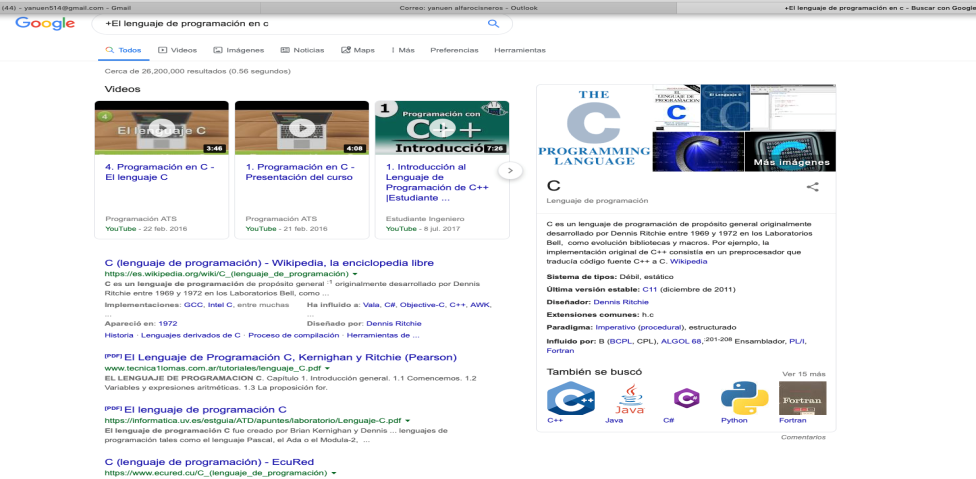 (44) – yanuen514@gmail.com – Gmail
Correo: yanuen alfarocisneros – Outlook
+El lenguaje de programación en c – Buscar con Google
Google
+El lenguaje de programación en c
Todos Videos Imágenes Noticias Maps Más Preferencias Herramientas
Cerca de 26,200,000 resultados (0.56 segundos)
Videos
4
El lenguaje C
3:46
4. Programación en C -
El lenguaje C
Programación ATS
YouTube - 22 feb. 2016
4:08
1. Programación en C -
Presentación del curso
Programación ATS
YouTube - 21 feb. 2016
1
Programación con
C++
Introducció
7:26
1. Introducción al
Lenguaje de
Programación de C++
|Estudiante ...
Estudiante Ingeniero
YouTube - 8 jul. 2017
C (lenguaje de programación) - Wikipedia, la enciclopedia libre
https://es.wikipedia.org/wiki/C_(lenguaje_de_programación)
C es un lenguaje de programación de propósito general ·1 originalmente desarrollado por Dennis
Ritchie entre 1969 y 1972 en los Laboratorios Bell, como ...
Implementaciones: GCC, Intel C, entre muchas ...
Ha influido a: Vala, C#, Objective-C, C++, AWK, ...
Apareció en: 1972
Diseñado por: Dennis Ritchie
Historia · Lenguajes derivados de C · Proceso de compilación · Herramientas de ...
[PDF] El Lenguaje de Programación C, Kernighan y Ritchie (Pearson)
www.tecnica1lomas.com.ar/tutoriales/lenguaje_C.pdf
EL LENGUAJE DE PROGRAMACION C. Capítulo 1. Introducción general. 1.1 Comencemos. 1.2
Variables y expresiones aritméticas. 1.3 La proposición for.
[PDF] El lenguaje de programación C
https://informatica.uv.es/estguia/ATD/apuntes/laboratorio/Lenguaje-C.pdf
El lenguaje de programación C fue creado por Brian Kernighan y Dennis ... lenguajes de
programación tales como el lenguaje Pascal, el Ada o el Modula-2, ...
C (lenguaje de programación) - EcuRed
https://www.ecured.cu/C_(lenguaje_de_programación)
THE
C
PROGRAMMING
LANGUAGE
EL
LENGUAJE DE
PROGRAMACION
C
El Lenguaje C
Más imágenes
C
Lenguaje de programación
C es un lenguaje de programación de propósito general originalmente
desarrollado por Dennis Ritchie entre 1969 y 1972 en los Laboratorios
Bell, como evolución bibliotecas y macros. Por ejemplo, la
implementación original de C++ consistía en un preprocesador que
traducía código fuente C++ a C. Wikipedia
Sistema de tipos: Débil, estático
Última versión estable: C11 (diciembre de 2011)
Diseñador: Dennis Ritchie
Extensiones comunes: h.c
Paradigma: Imperativo (procedural), estructurado
Influido por: B (BCPL, CPL), ALGOL 68,:201-208 Ensamblador, PL/I,
Fortran
También se buscó
Ver 15 más
Java
Fortran
C++ Java C# Python Fortran
Comentarios